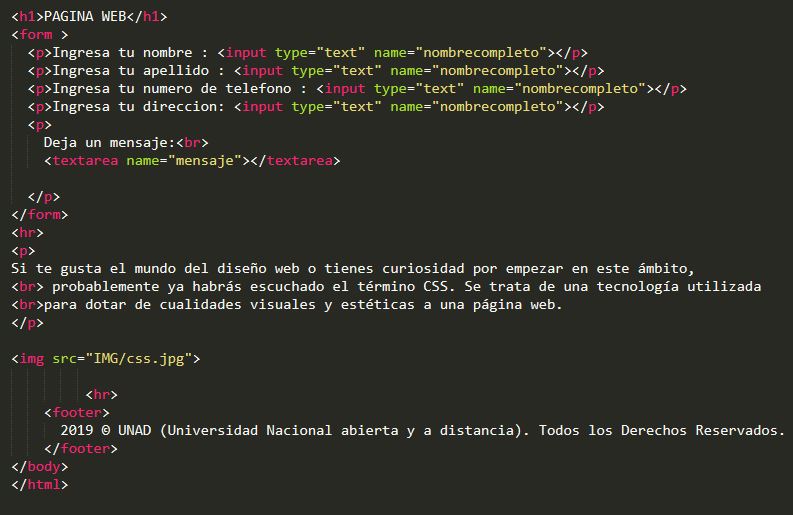 <h1>PAGINA WEB</h1>
<form >
<p>Ingresa tu nombre : <input type="text" name="nombrecompleto"></p>
<p>Ingresa tu apellido : <input type="text" name="nombrecompleto"></p>
<p>Ingresa tu numero de telefono : <input type="text" name="nombrecompleto"></p>
<p>Ingresa tu direccion: <input type="text" name="nombrecompleto"></p>
<p>
Deja un mensaje:<br>
<textarea name="mensaje"></textarea>
</p>
</form>
<hr>
<p>
Si te gusta el mundo del diseño web o tienes curiosidad por empezar en este ámbito,
<br> probablemente ya habrás escuchado el término CSS. Se trata de una tecnología utilizada
<br>para dotar de cualidades visuales y estéticas a una página web.
</p>
<img src="IMG/css.jpg">
<hr>
<footer>
2019 © UNAD (Universidad Nacional abierta y a distancia). Todos los Derechos Reservados.
</footer>
</body>
</html>